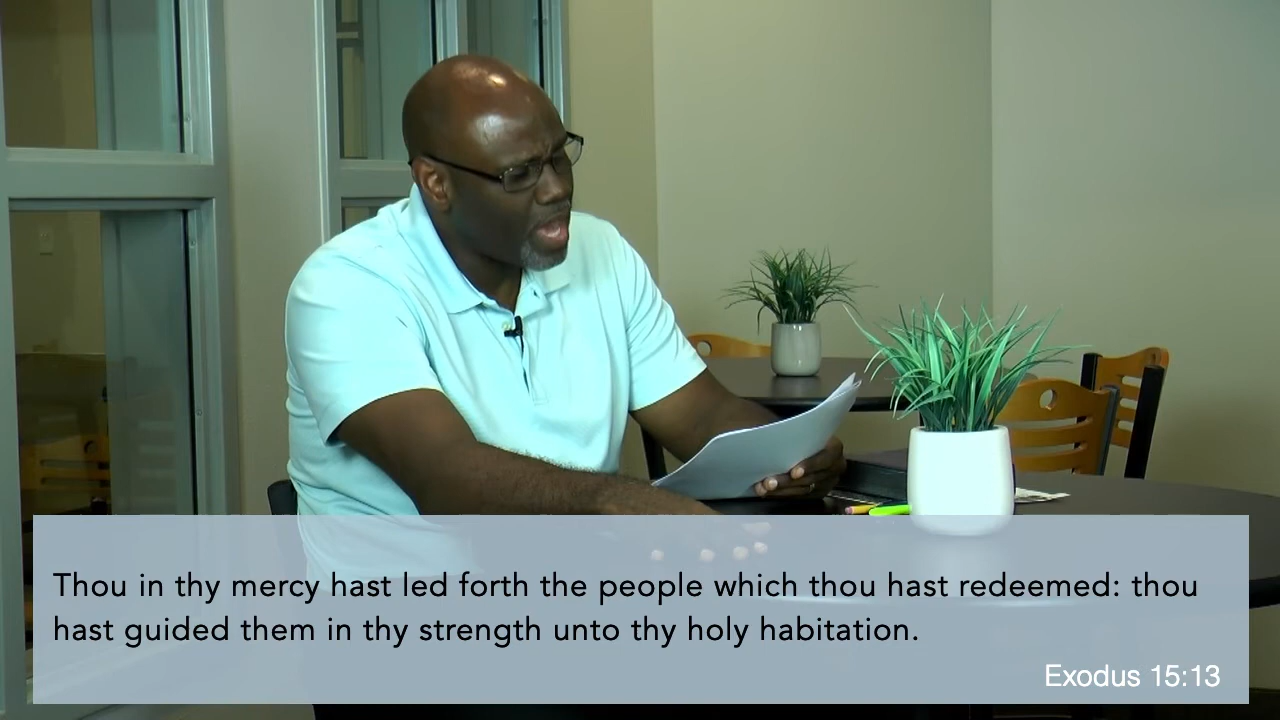 Thou in thy mercy hast led forth the people which thou hast redeemed: thou
hast guided them in thy strength unto thy holy habitation.
Exodus 15:13